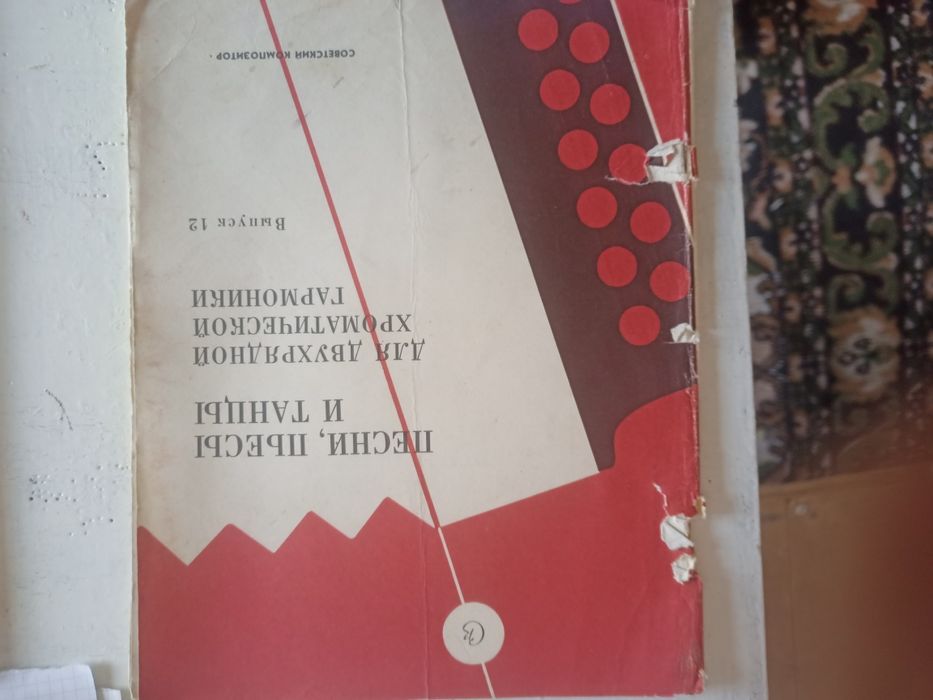 ПЕСНИ, ПЬЕСЫ
И ТАНЦЫ
ДЛЯ ДВУХРЯДНОЙ
ХРОМАТИЧЕСКОЙ
ГАРМОНИКИ
Выпуск 12
СОВЕТСКИЙ КОМПОЗИТОР ·